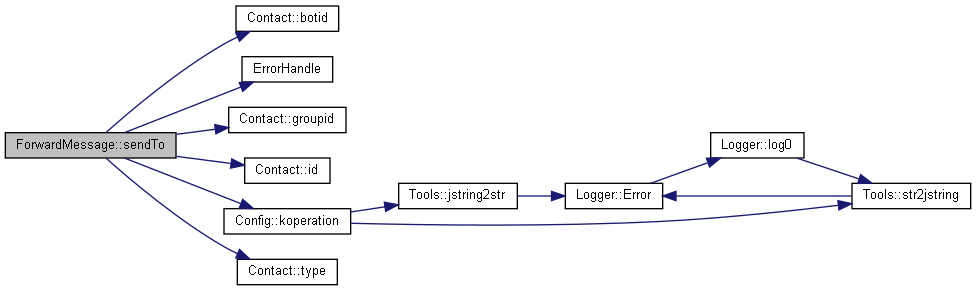 Contact::botid
ErrorHandle
Contact::groupid
Logger::log0
ForwardMessage::sendTo
Contact::id
Tools::jstring2str
Logger::Error
Tools::str2jstring
Config::koperation
Contact::type